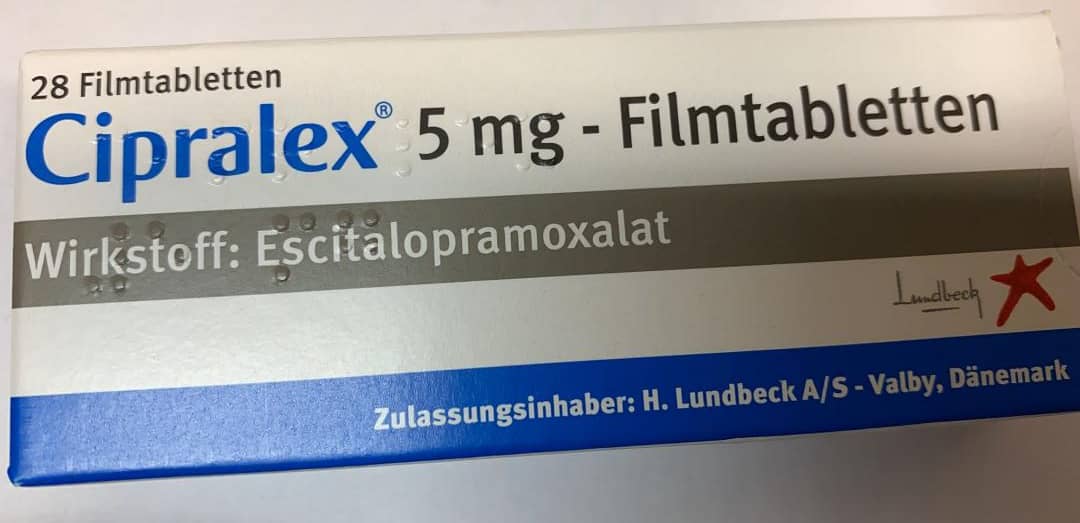 28 Filmtabletten
Cipralex® 5 mg - Filmtabletten
Wirkstoff: Escitalopramoxalat
Lundbeck
Zulassungsinhaber: H. Lundbeck A/S - Valby, Dänemark